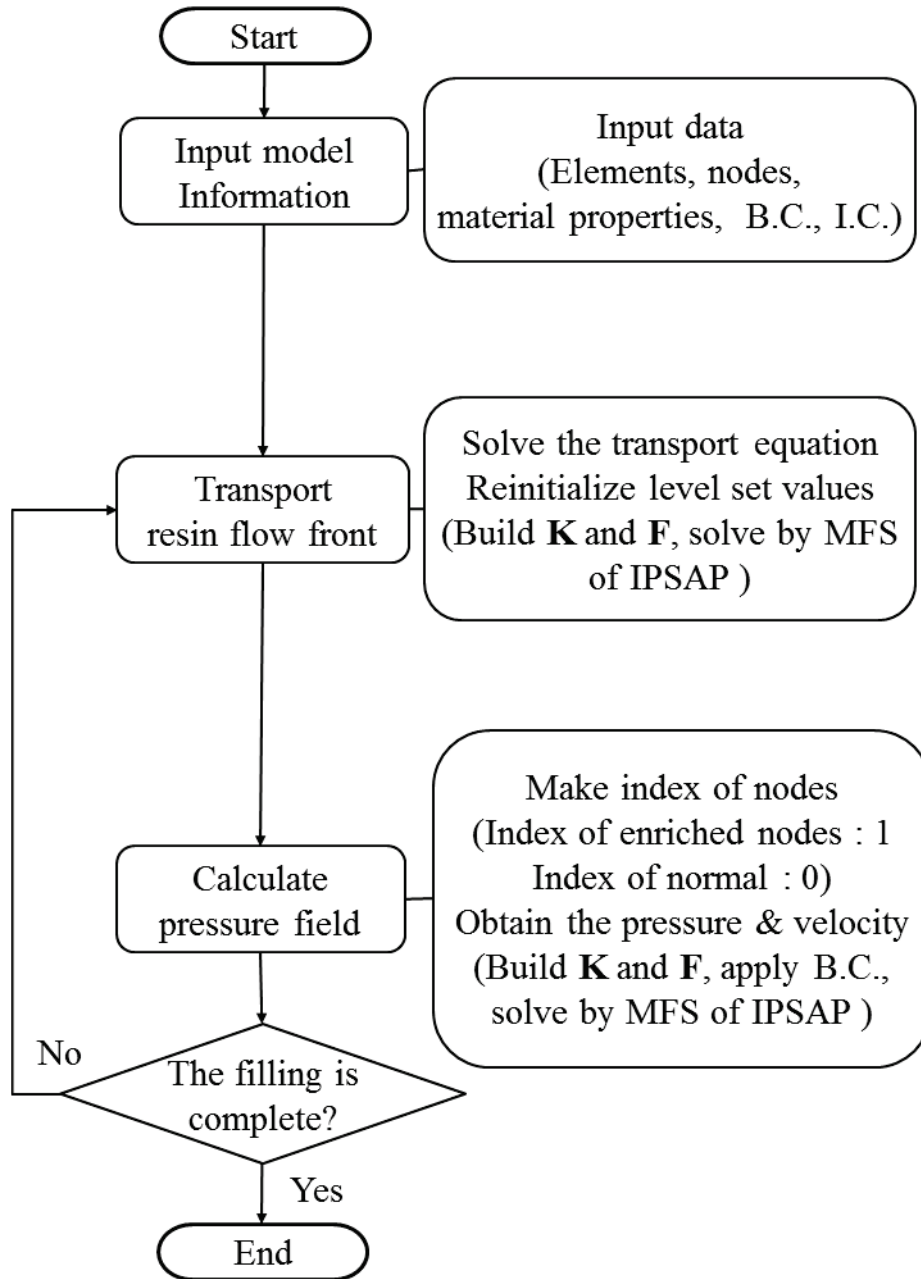 Start
Input model
Information
Input data
(Elements, nodes,
material properties, B.C., I.C.)
Transport
resin flow front
Solve the transport equation
Reinitialize level set values
(Build K and F, solve by MFS
of IPSAP )
Calculate
pressure field
Make index of nodes
(Index of enriched nodes : 1
Index of normal : 0)
Obtain the pressure & velocity
(Build K and F, apply B.C.,
solve by MFS of IPSAP )
No
The filling is
complete?
Yes
End